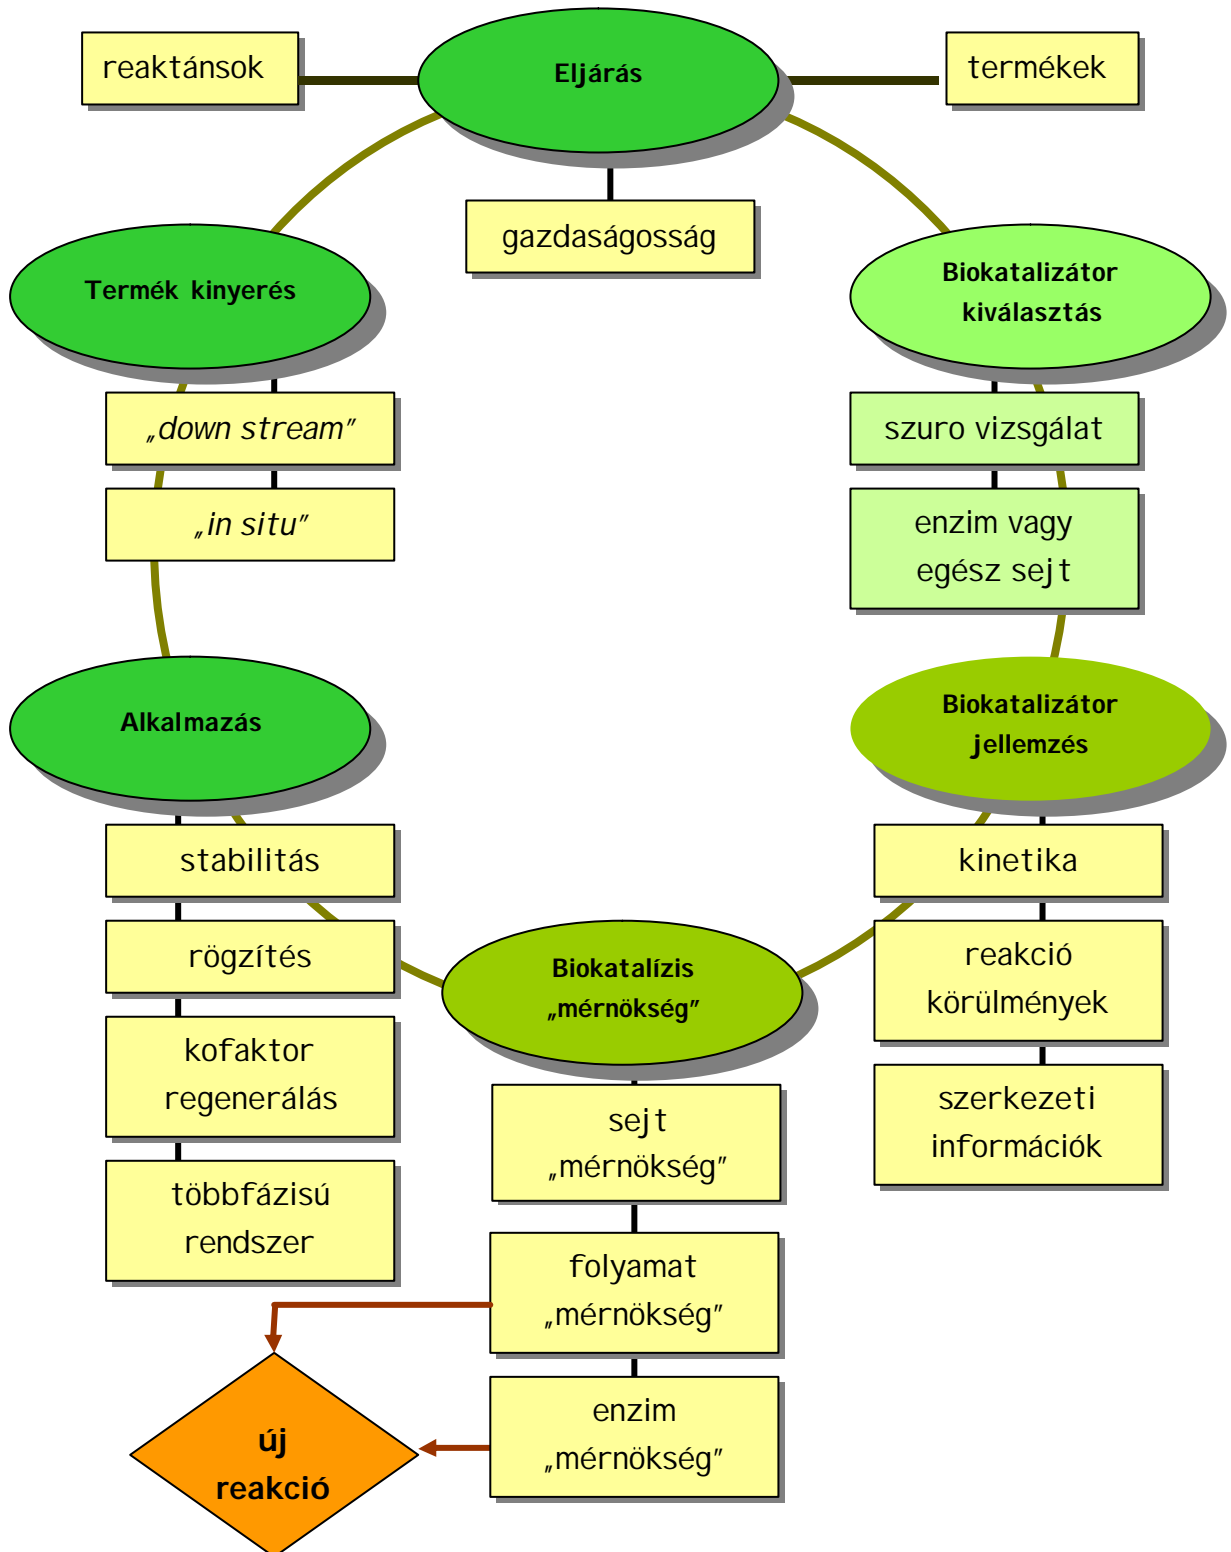 reaktánsok
Eljárás
termékek
gazdaságosság
Termék kinyerés
„down stream”
„in situ”
Biokatalizátor
kiválasztás
szuro vizsgálat
enzim vagy
egész sejt
Alkalmazás
stabilitás
rögzítés
kofaktor
regenerálás
többfázisú
rendszer
Biokatalizátor
jellemzés
kinetika
reakció
körülmények
szerkezeti
információk
Biokatalízis
„mérnökség”
sejt
„mérnökség”
folyamat
„mérnökség”
enzim
„mérnökség”
új
reakció